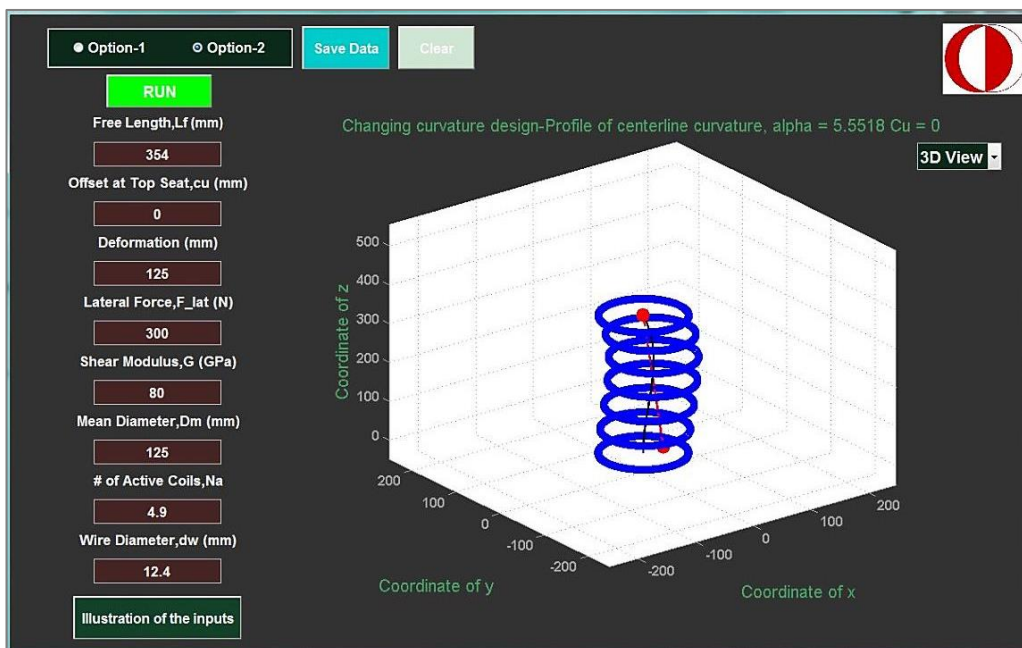 Option-1
Option-2
Save Data
Clear
RUN
Free Length,Lf (mm)
354
Offset at Top Seat,cu (mm)
0
Deformation (mm)
125
Lateral Force,F_lat (N)
300
Shear Modulus,G (GPa)
80
Mean Diameter,Dm (mm)
125
# of Active Coils,Na
4.9
Wire Diameter,dw (mm)
12.4
Illustration of the inputs
Changing curvature design-Profile of centerline curvature, alpha = 5.5518 Cu = 0
3D View
Coordinate of z
500
400
300
200
100
0
200
100
0
-100
-200
Coordinate of y
-200
-100
0
100
200
Coordinate of x